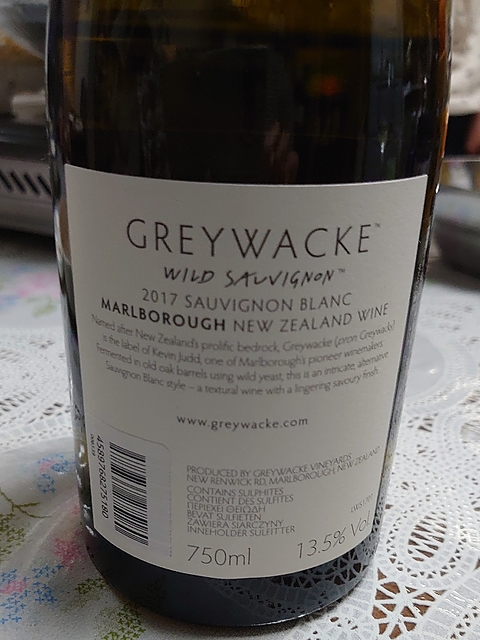 GREYWACKE™
WILD SAUVIGNON™
2017 SAUVIGNON BLANC
MARLBOROUGH NEW ZEALAND WINE
Named after New Zealand's prolific bedrock, Greywacke (pron Greywacke)
is the label of Kevin Judd, one of Marlborough's pioneer winemakers.
Fermented in old oak barrels using wild yeast, this is an intricate, alternative
Sauvignon Blanc style – a textural wine with a lingering savoury finish.
www.greywacke.com
4589768275180
PRODUCED BY GREYWACKE VINEYARDS
NEW RENWICK RD, MARLBOROUGH, NEW ZEALAND
CONTAINS SULPHITES
CONTIENT DES SULFITES
ΠΕΡΙΕΧΕΙ ΘΕΙΩΔΗ
BEVAT SULFIETEN
ZAWIERA SIARCZYNY
INNEHOLDER SULFITTER
750ml
13.5% Vol